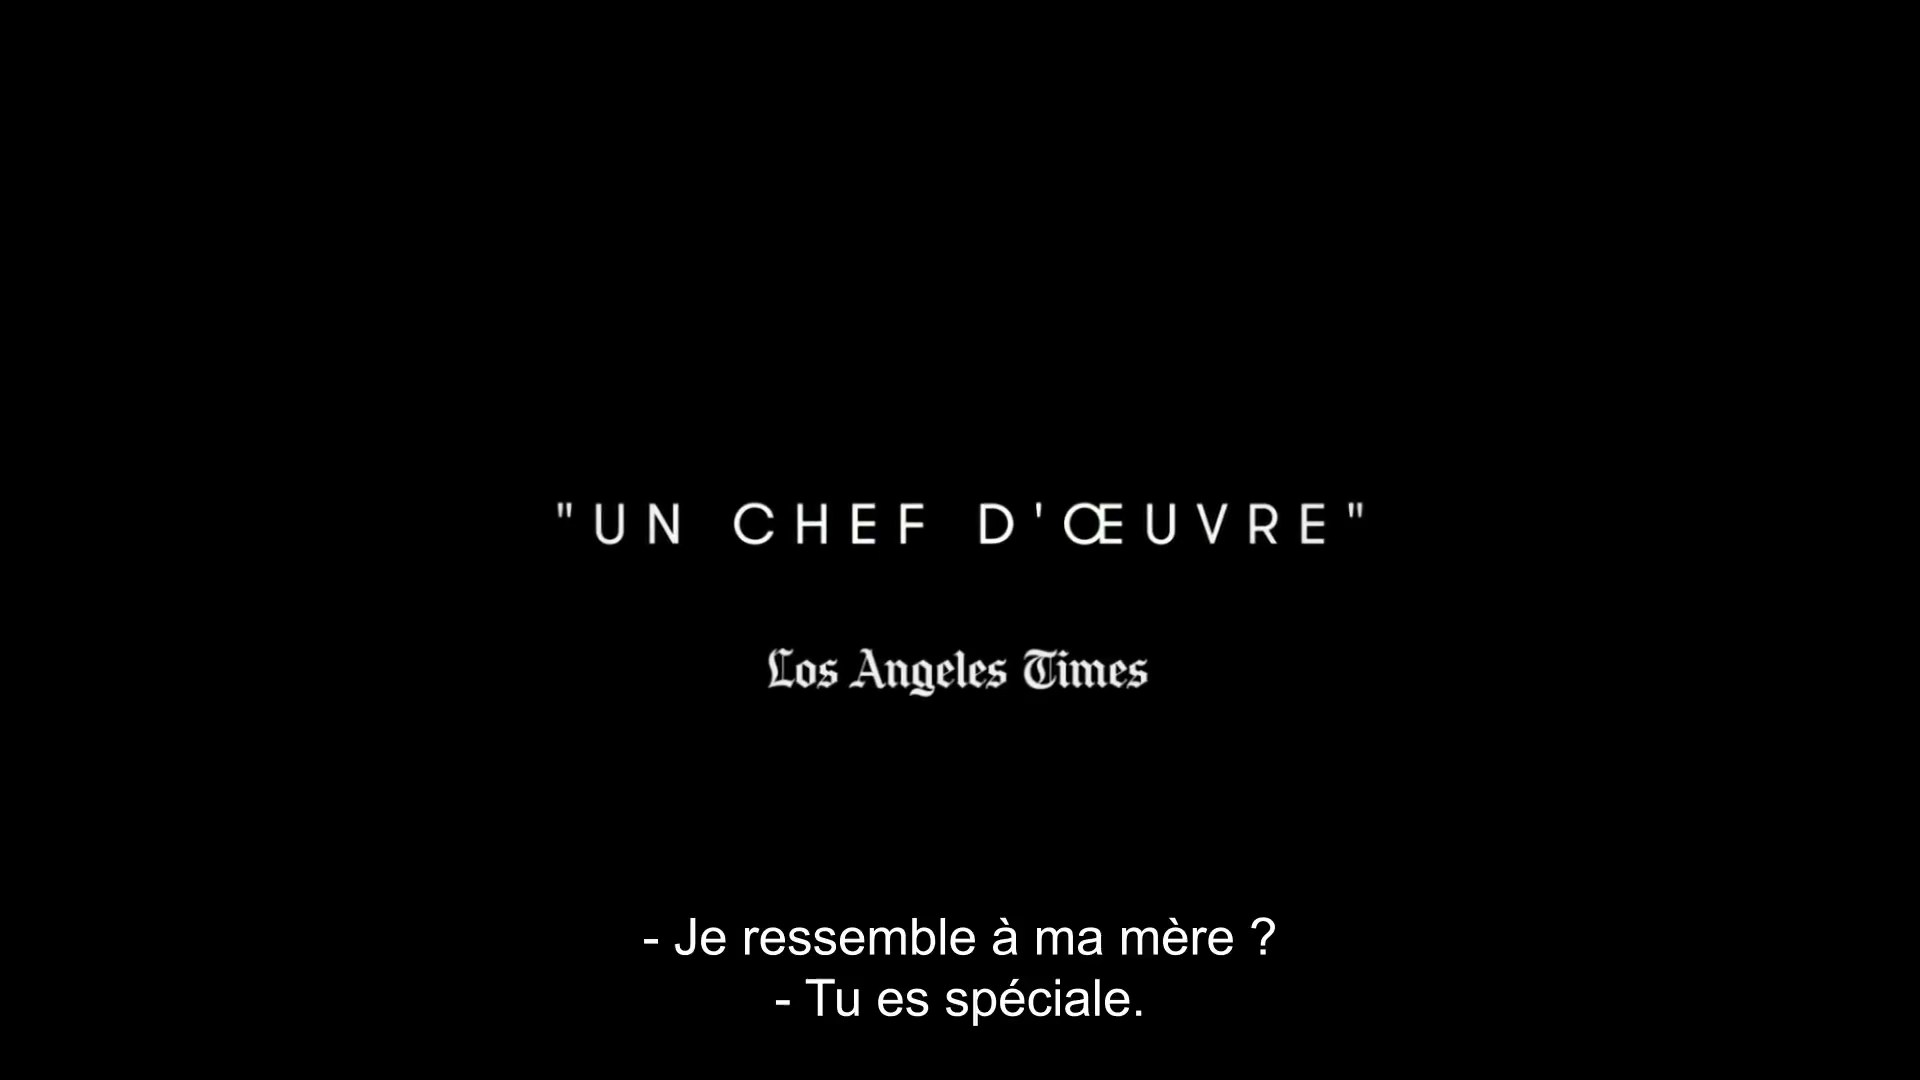 "UN CHEF D'ŒUVRE"
Los Angeles Times
- Je ressemble à ma mère ?
- Tu es spéciale.